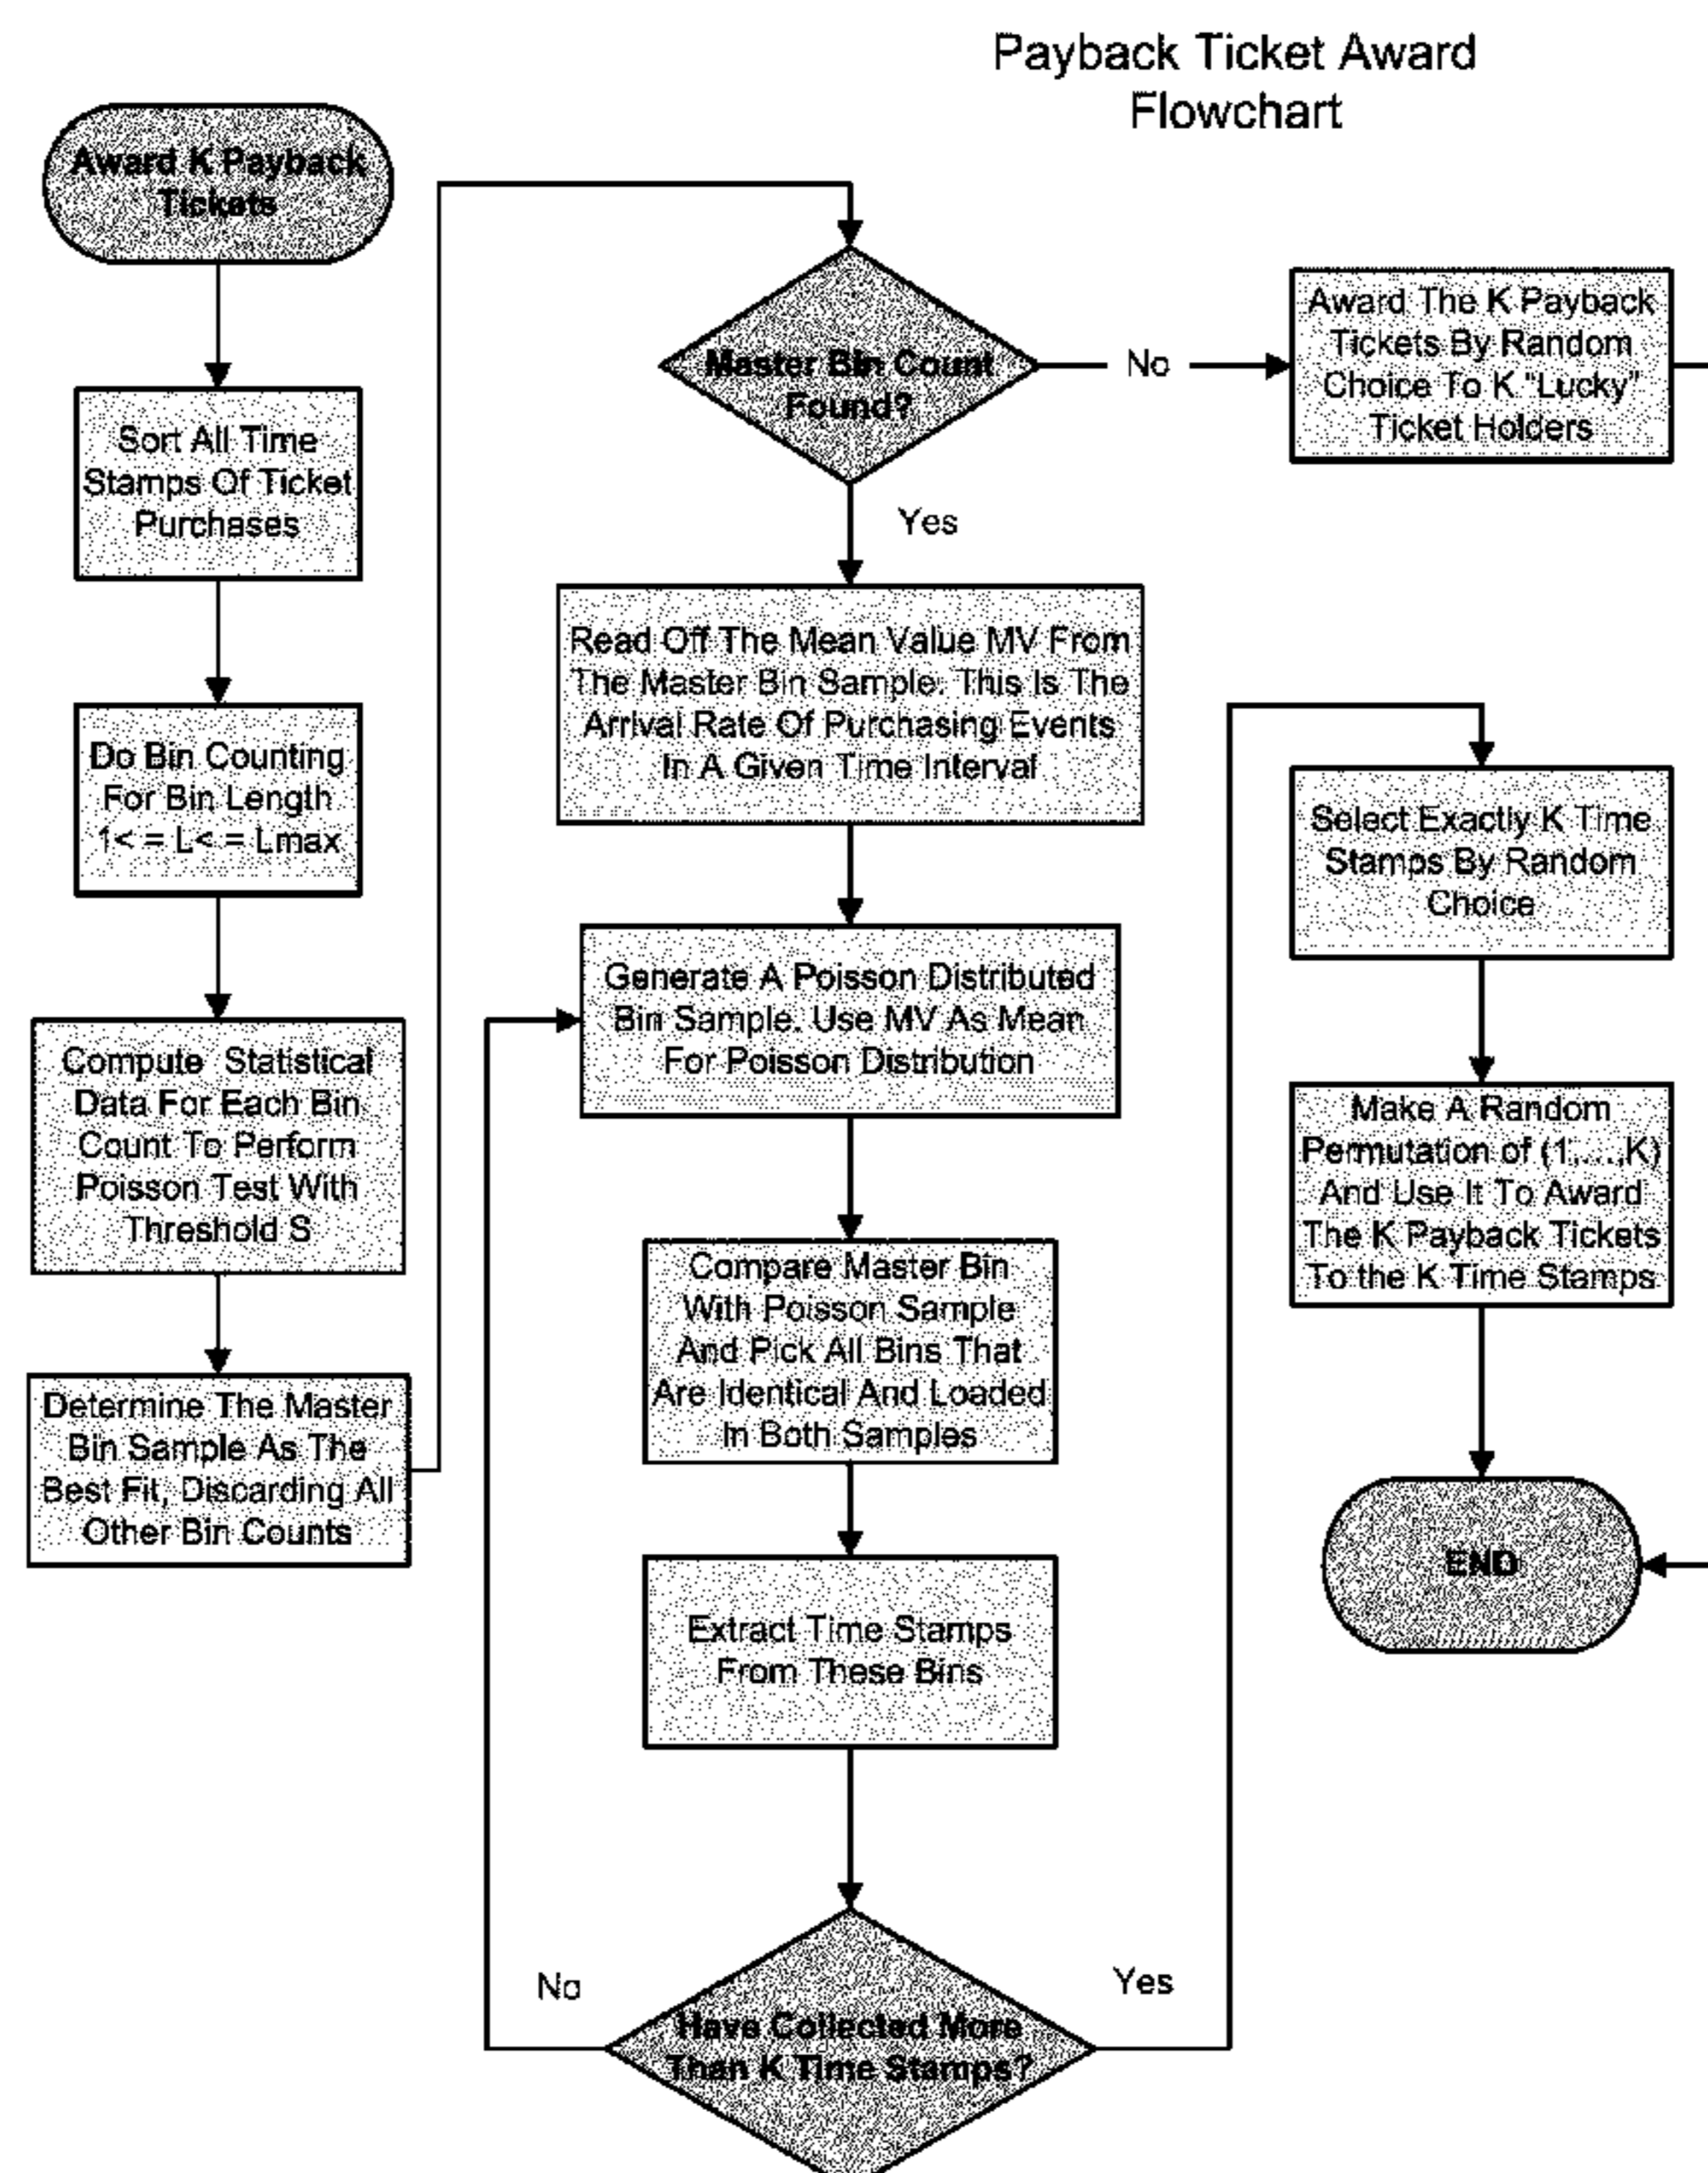 Payback Ticket Award
Flowchart
Award K Payback
Tickets
Sort All Time
Stamps Of Ticket
Purchases
Do Bin Counting
For Bin Length
1< = L< = Lmax
Compute Statistical
Data For Each Bin
Count To Perform
Poisson Test With
Threshold S
Determine The Master
Bin Sample As The
Best Fit, Discarding All
Other Bin Counts
Master Bin Count
Found?
No
Award The K Payback
Tickets By Random
Choice To K "Lucky"
Ticket Holders
Yes
Read Off The Mean Value MV From
The Master Bin Sample. This Is The
Arrival Rate Of Purchasing Events
In A Given Time Interval
Generate A Poisson Distributed
Bin Sample. Use MV As Mean
For Poisson Distribution
Compare Master Bin
With Poisson Sample
And Pick All Bins That
Are Identical And Loaded
In Both Samples
Extract Time Stamps
From These Bins
Have Collected More
Than K Time Stamps?
No
Yes
Select Exactly K Time
Stamps By Random
Choice
Make A Random
Permutation of (1,...,K)
And Use It To Award
The K Payback Tickets
To the K Time Stamps
END